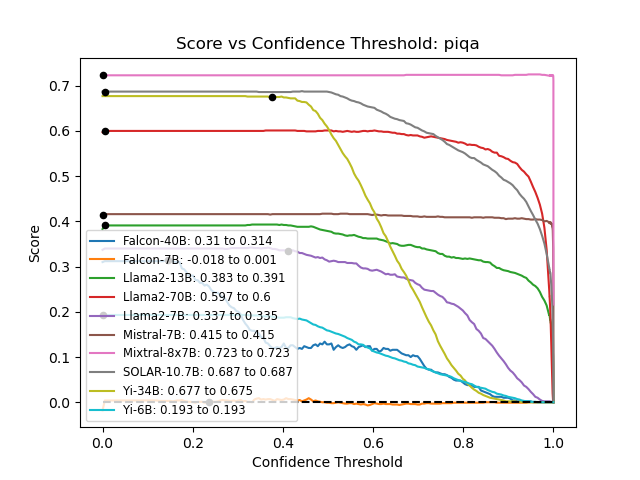 Score vs Confidence Threshold: piqa
Score
0.7
0.6
0.5
0.4
0.3
0.2
0.1
0.0
Falcon-40B: 0.31 to 0.314
Falcon-7B: -0.018 to 0.001
Llama2-13B: 0.383 to 0.391
Llama2-70B: 0.597 to 0.6
Llama2-7B: 0.337 to 0.335
Mistral-7B: 0.415 to 0.415
Mixtral-8x7B: 0.723 to 0.723
SOLAR-10.7B: 0.687 to 0.687
Yi-34B: 0.677 to 0.675
Yi-6B: 0.193 to 0.193
0.0 0.2 0.4 0.6 0.8 1.0
Confidence Threshold